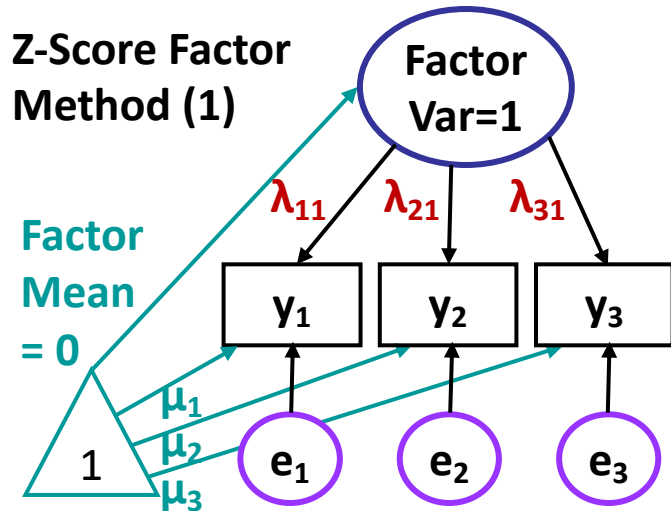 Z-Score Factor
Method (1)
Factor
Var=1
λ₁₁ λ₂₁ λ₃₁
Factor
Mean
= 0
y₁ y₂ y₃
μ₁
μ₂
μ₃
1
e₁ e₂ e₃